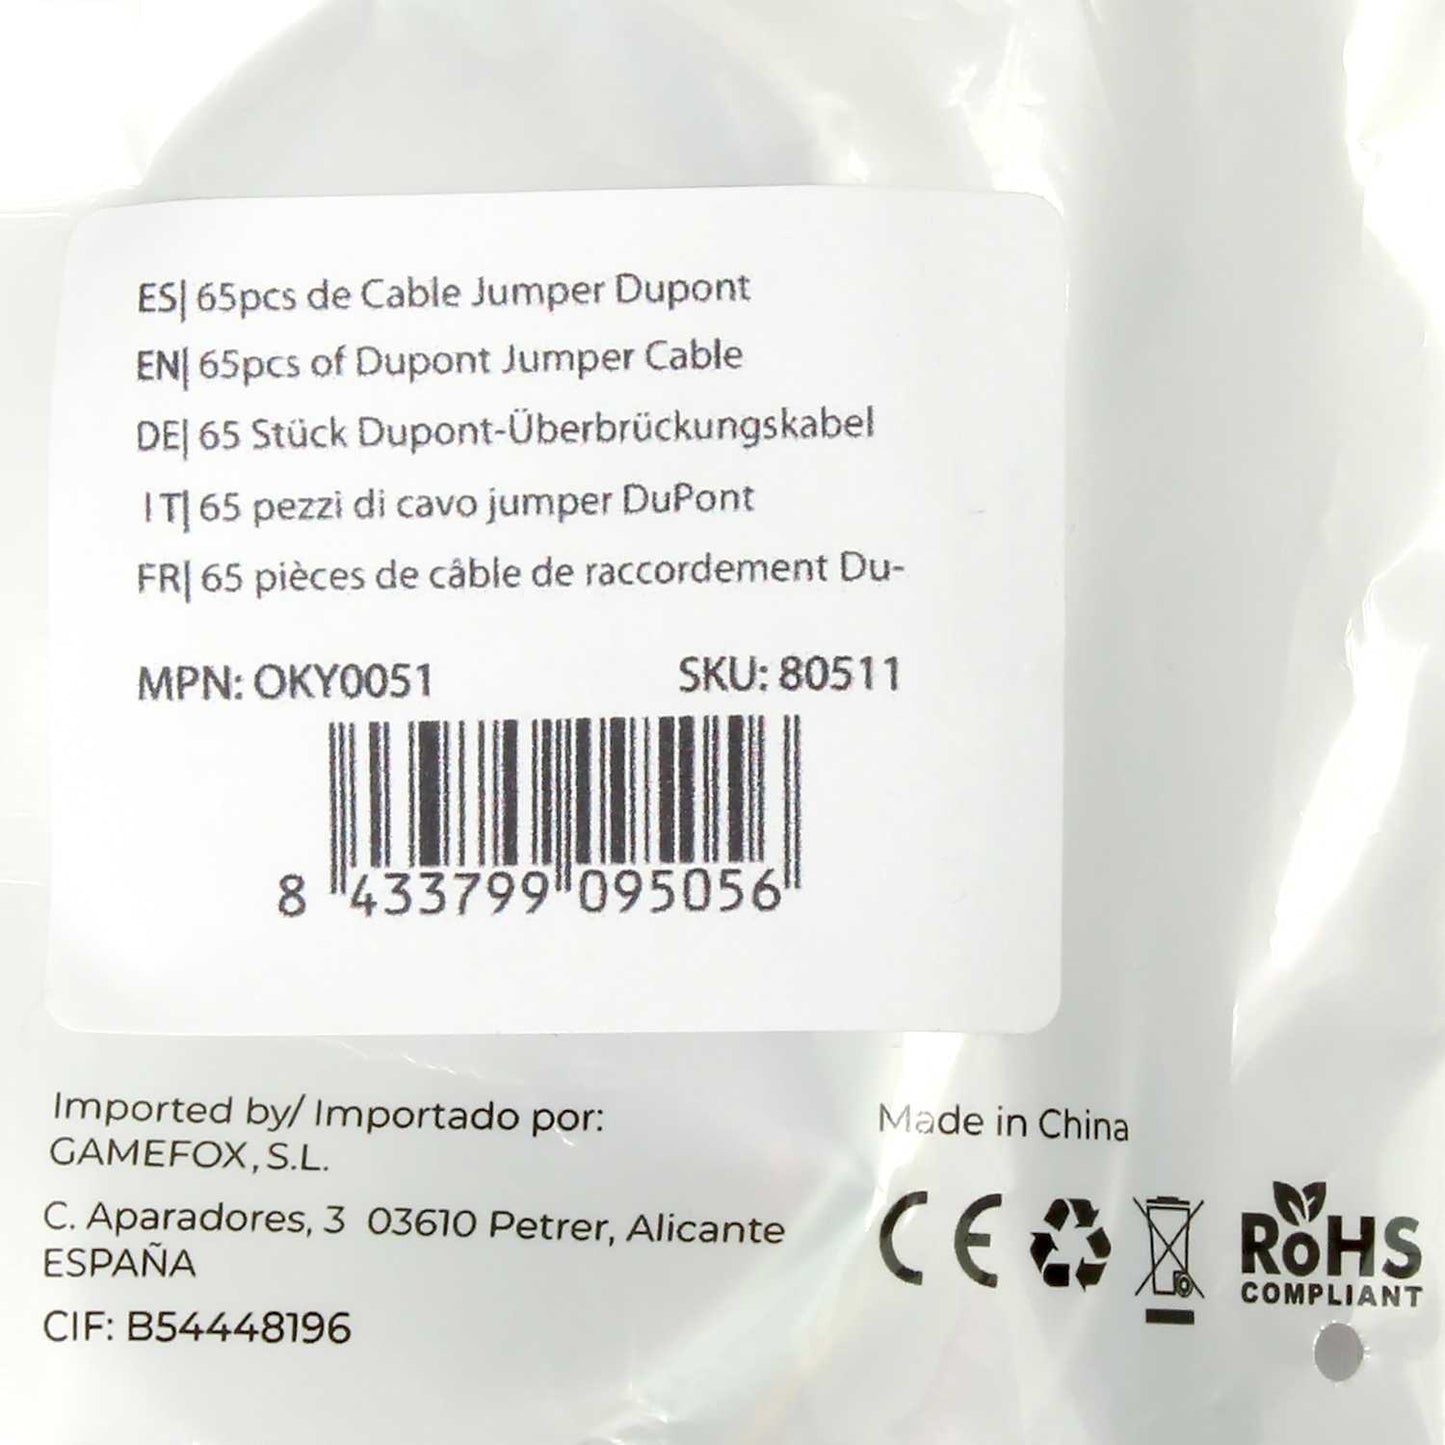 ES| 65pcs de Cable Jumper Dupont
EN| 65pcs of Dupont Jumper Cable
DE| 65 Stück Dupont-Überbrückungskabel
IT| 65 pezzi di cavo jumper DuPont
FR| 65 pièces de câble de raccordement Du-
MPN: OKY0051 SKU: 80511
8 433799 095056
Imported by/ Importado por:
GAMEFOX, S.L.
C. Aparadores, 3 03610 Petrer, Alicante
ESPAÑA
CIF: B54448196
Made in China
CE
RoHS
COMPLIANT